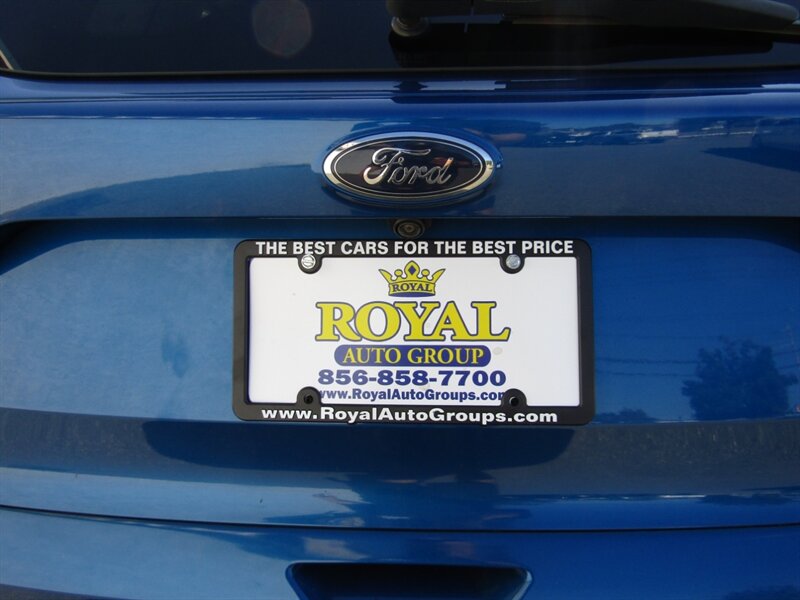 Ford
THE BEST CARS FOR THE BEST PRICE
ROYAL
ROYAL
AUTO GROUP
856-858-7700
www.RoyalAutoGroups.com
www.RoyalAutoGroups.com